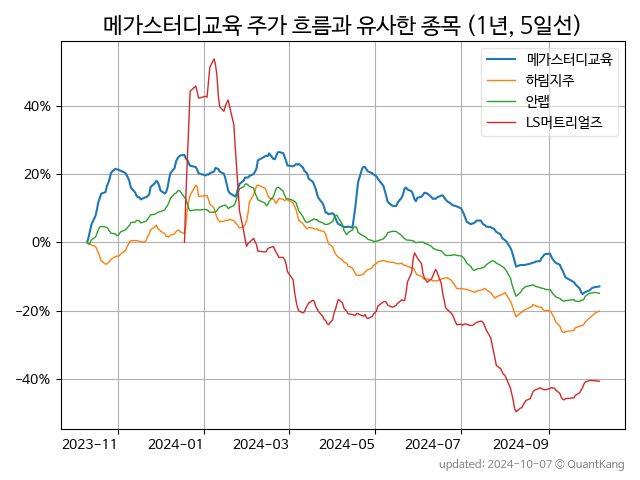 메가스터디교육 주가 흐름과 유사한 종목 (1년, 5일선)
메가스터디교육
하림지주
안랩
LS머트리얼즈
40%
20%
0%
−20%
−40%
2023-11
2024-01
2024-03
2024-05
2024-07
2024-09
updated: 2024-10-07 © QuantKang